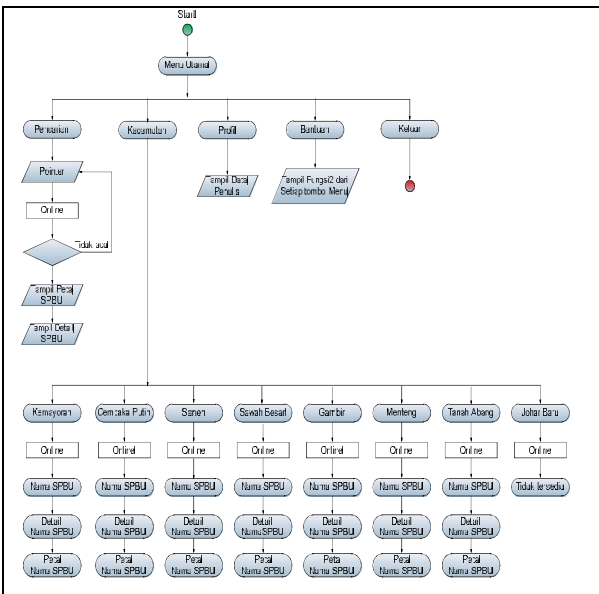 Start
Menu Utama
Pencarian
Kecamatan
Profil
Bantuan
Keluar
Pointer
Tampil Data
Penulis
Tampil Fungsi2 dari
Setiap tombol Menu
Online
Tidak ada
Tampil Peta
SPBU
Tampil Detail
SPBU
Kemayoran
Cempaka Putih
Senen
Sawah Besar
Gambir
Menteng
Tanah Abang
Johar Baru
Online
Online
Online
Online
Online
Online
Online
Online
Nama SPBU
Nama SPBU
Nama SPBU
Nama SPBU
Nama SPBU
Nama SPBU
Nama SPBU
Tidak tersedia
Detail
Nama SPBU
Detail
Nama SPBU
Detail
Nama SPBU
Detail
NamaSPBU
Detail
Nama SPBU
Detail
Nama SPBU
Detail
Nama SPBU
Peta
Nama SPBU
Peta
Nama SPBU
Peta
Nama SPBU
Peta
Nama SPBU
Peta
Nama SPBU
Peta
Nama SPBU
Peta
Nama SPBU